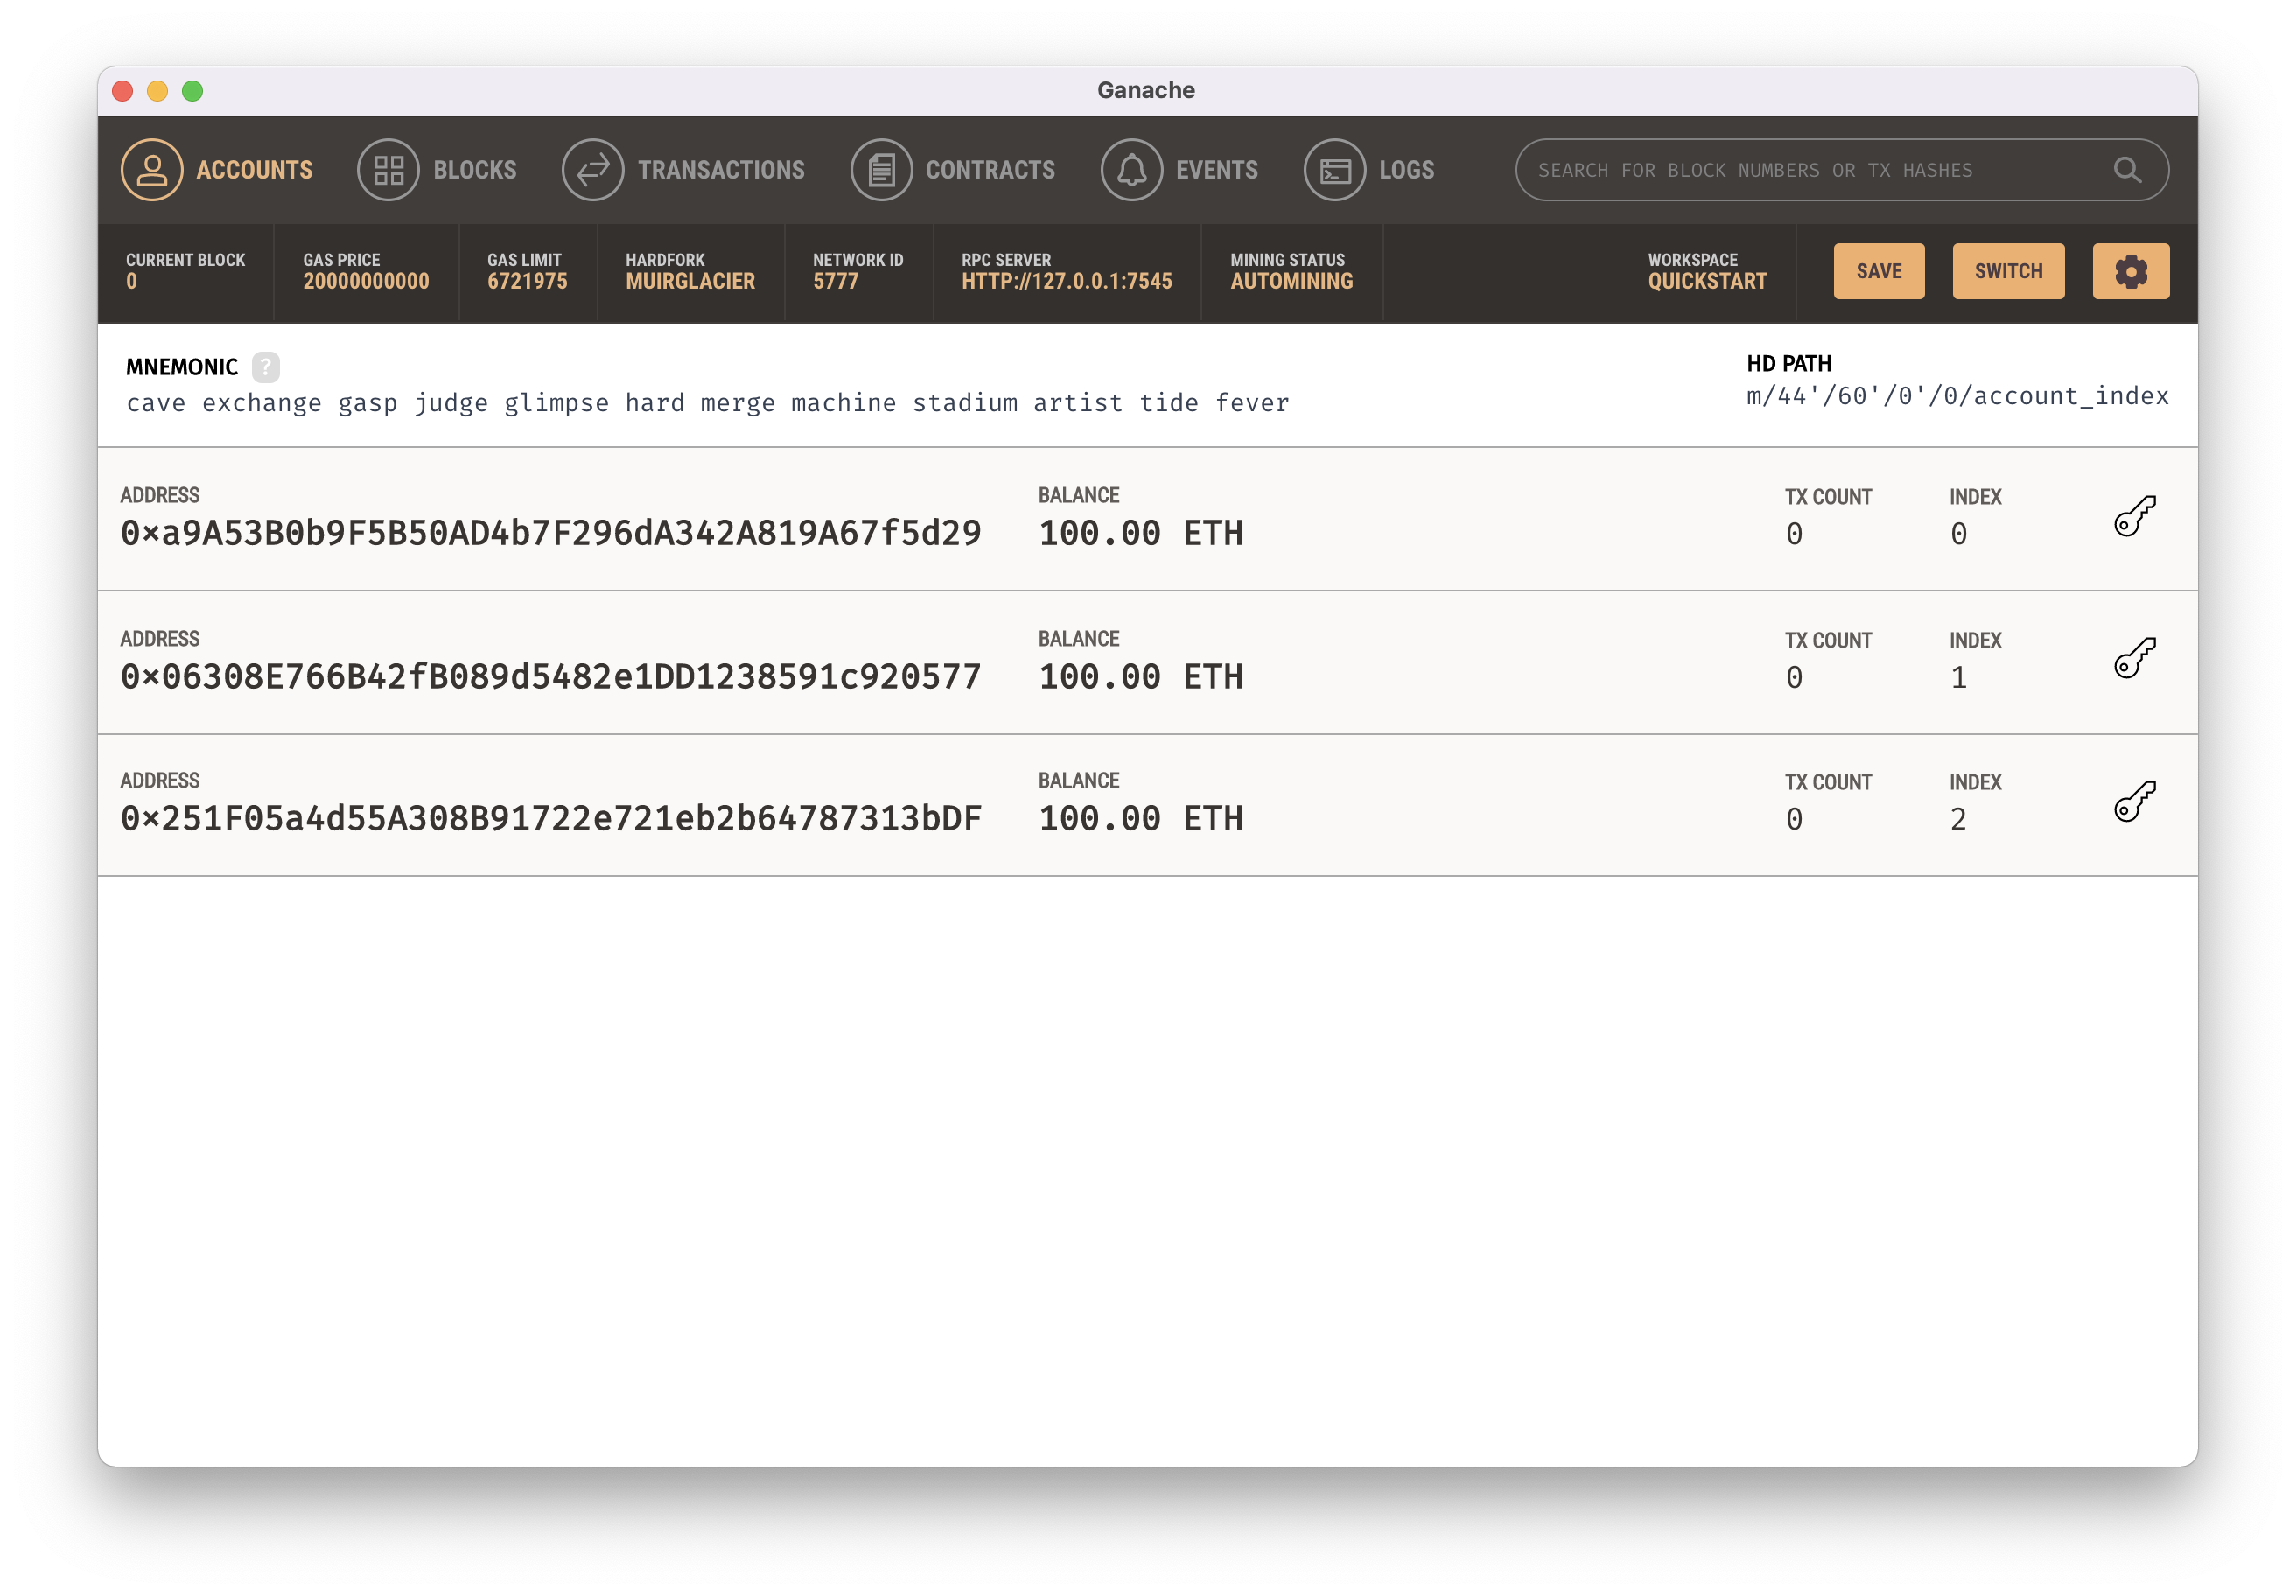 Ganache
ACCOUNTS BLOCKS TRANSACTIONS CONTRACTS EVENTS LOGS SEARCH FOR BLOCK NUMBERS OR TX HASHES
CURRENT BLOCK GAS PRICE GAS LIMIT HARDFORK NETWORK ID RPC SERVER MINING STATUS WORKSPACE
0 20000000000 6721975 MUIRGLACIER 5777 HTTP://127.0.0.1:7545 AUTOMINING QUICKSTART SAVE SWITCH
MNEMONIC ? HD PATH
cave exchange gasp judge glimpse hard merge machine stadium artist tide fever m/44'/60'/0'/0/account_index
ADDRESS BALANCE TX COUNT INDEX
0×a9A53B0b9F5B50AD4b7F296dA342A819A67f5d29 100.00 ETH 0 0
ADDRESS BALANCE TX COUNT INDEX
0×06308E766B42fB089d5482e1DD1238591c920577 100.00 ETH 0 1
ADDRESS BALANCE TX COUNT INDEX
0×251F05a4d55A308B91722e721eb2b64787313bDF 100.00 ETH 0 2